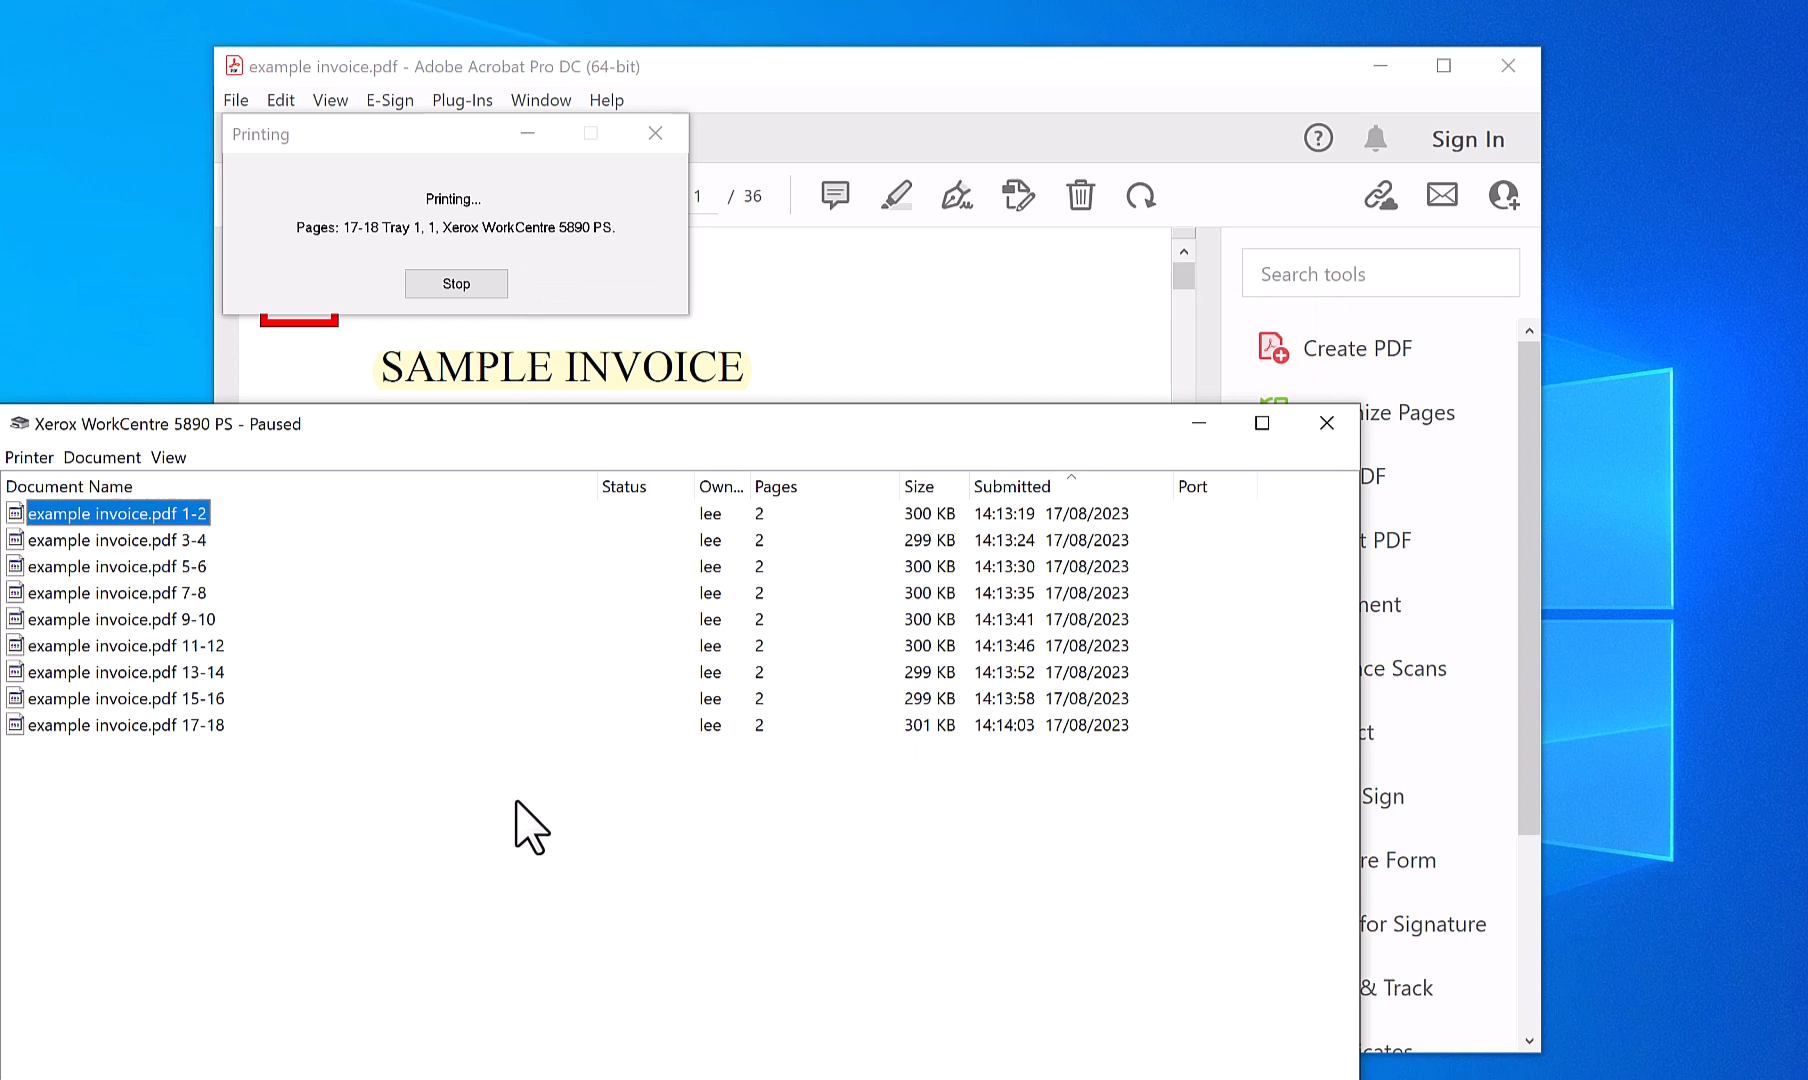 example invoice.pdf - Adobe Acrobat Pro DC (64-bit)
File Edit View E-Sign Plug-Ins Window Help
Printing
Sign In
Printing...
1 / 36
Pages: 17-18 Tray 1, 1, Xerox WorkCentre 5890 PS.
Stop
Search tools
Create PDF
SAMPLE INVOICE
ize Pages
Xerox WorkCentre 5890 PS - Paused
Printer Document View
DF
Document Name Status Own... Pages Size Submitted Port
example invoice.pdf 1-2 lee 2 300 KB 14:13:19 17/08/2023
example invoice.pdf 3-4 lee 2 299 KB 14:13:24 17/08/2023
t PDF
example invoice.pdf 5-6 lee 2 300 KB 14:13:30 17/08/2023
example invoice.pdf 7-8 lee 2 300 KB 14:13:35 17/08/2023
ment
example invoice.pdf 9-10 lee 2 300 KB 14:13:41 17/08/2023
example invoice.pdf 11-12 lee 2 300 KB 14:13:46 17/08/2023
ce Scans
example invoice.pdf 13-14 lee 2 299 KB 14:13:52 17/08/2023
example invoice.pdf 15-16 lee 2 299 KB 14:13:58 17/08/2023
example invoice.pdf 17-18 lee 2 301 KB 14:14:03 17/08/2023
ct
Sign
re Form
for Signature
& Track